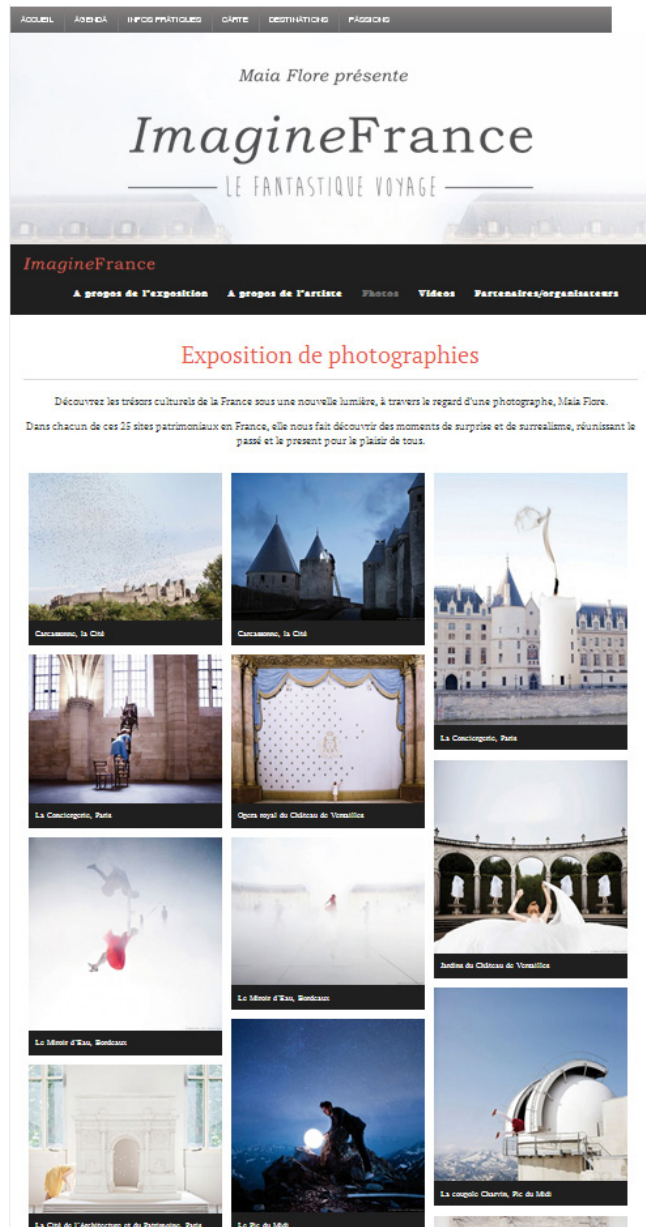 ACCUEIL AGENDA INFOS PRATIQUES CARTE DESTINATIONS PASSIONS
Maia Flore présente
ImagineFrance
LE FANTASTIQUE VOYAGE
ImagineFrance
A propos de l'exposition A propos de l'artiste Photos Videos Partenaires/organisateurs
Exposition de photographies
Découvrez les trésors culturels de la France sous une nouvelle lumière, à travers le regard d'une photographe, Maia Flore.
Dans chacun de ces 25 sites patrimoniaux en France, elle nous fait découvrir des moments de surprise et de surrealisme, réunissant le
passé et le present pour le plaisir de tous.
Carcassonne, la Cité
Carcassonne, la Cité
La Conciergerie, Paris
La Conciergerie, Paris
Opera royal du Château de Versailles
Jardins du Château de Versailles
Le Miroir d'Eau, Bordeaux
Le Miroir d'Eau, Bordeaux
La coupole Charvin, Pic du Midi
La Cité de l'Architecture et du Patrimoine, Paris
Le Pic du Midi